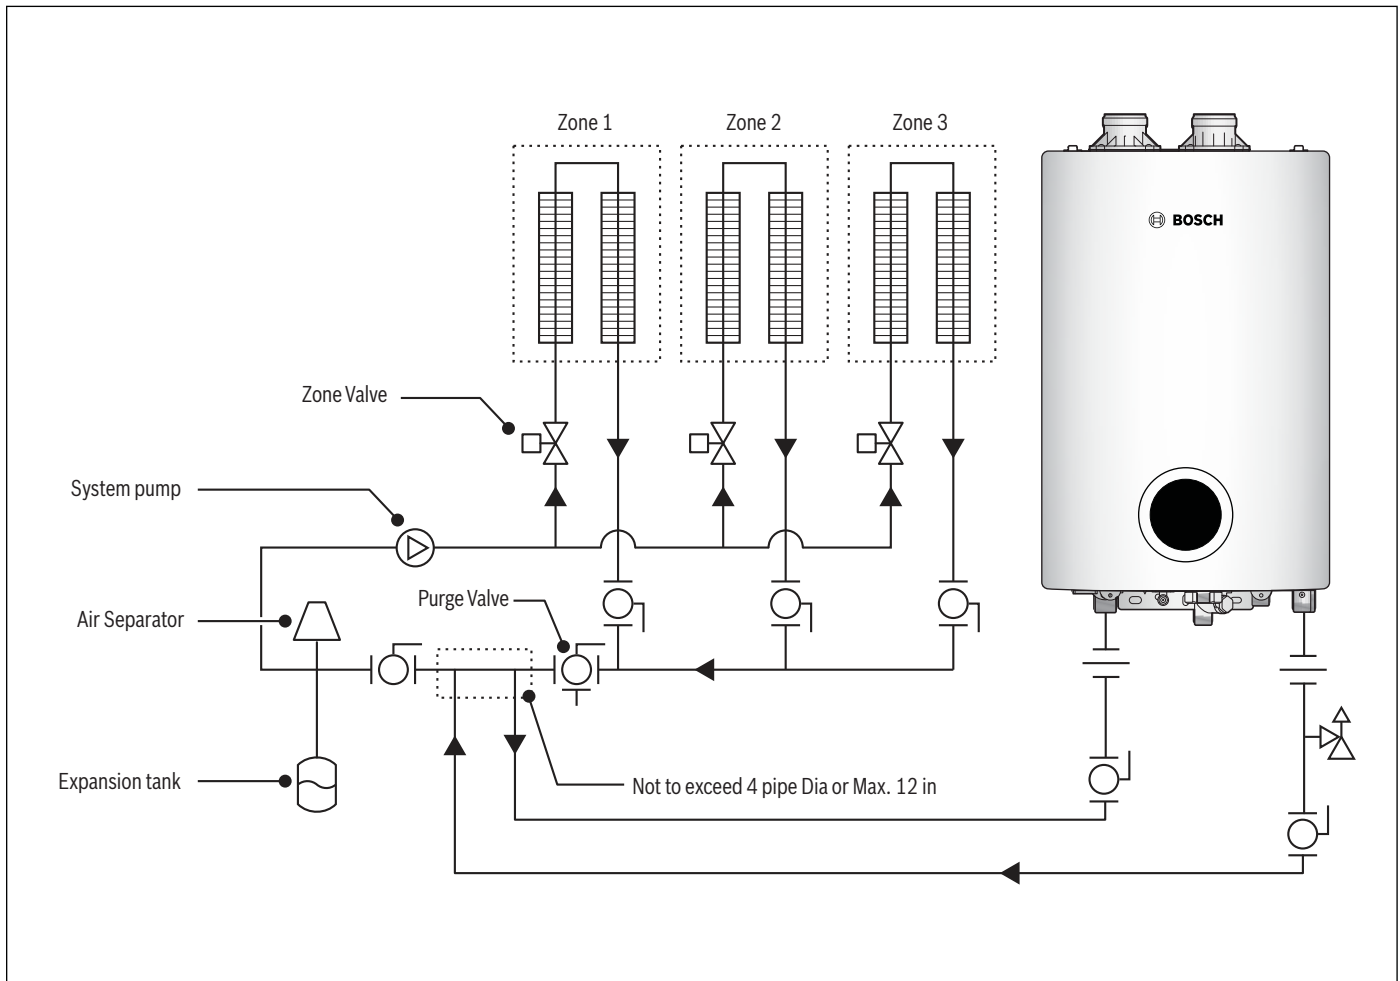 Zone 1
Zone 2
Zone 3
BOSCH
Zone Valve
System pump
Air Separator
Purge Valve
Expansion tank
Not to exceed 4 pipe Dia or Max. 12 in